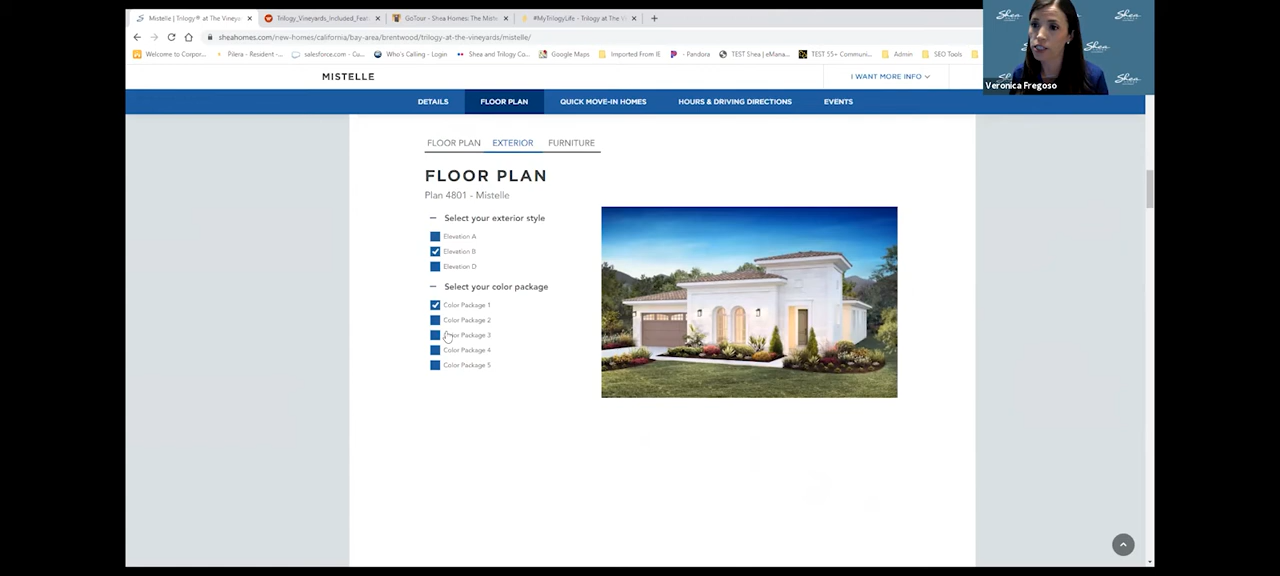 Mistelle | Trilogy® at The Vineya
Trilogy_Vineyards_Included_Feat
GoTour - Shea Homes: The Miste
#MyTrilogyLife - Trilogy at The Vi
sheahomes.com/new-homes/california/bay-area/brentwood/trilogy-at-the-vineyards/mistelle/
Welcome to Corpor...
Pilera - Resident -...
salesforce.com - Cu...
Who's Calling - Login
Shea and Trilogy Co...
Google Maps
Imported From IE
- Pandora
TEST Shea | eMana...
TEST 55+ Communi...
Admin
SEO Tools
Shea
Shea
Shea
Shea
Veronica Fregoso
MISTELLE
I WANT MORE INFO
DETAILS
FLOOR PLAN
QUICK MOVE-IN HOMES
HOURS & DRIVING DIRECTIONS
EVENTS
FLOOR PLAN
EXTERIOR
FURNITURE
FLOOR PLAN
Plan 4801 - Mistelle
Select your exterior style
Elevation A
Elevation B
Elevation D
Select your color package
Color Package 1
Color Package 2
Color Package 3
Color Package 4
Color Package 5